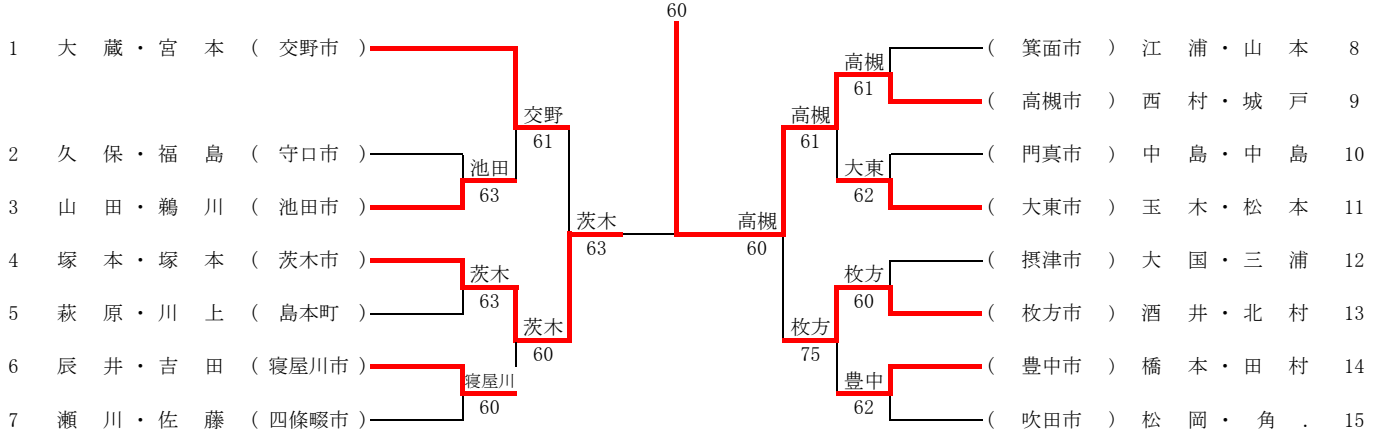 60
1 大 蔵・宮 本 ( 交野市 )
( 箕面市 ) 江 浦・山 本 8
高槻
61
( 高槻市 ) 西 村・城 戸 9
交野
61
高槻
61
2 久 保・福 島 ( 守口市 )
( 門真市 ) 中 島・中 島 10
池田
63
大東
62
3 山 田・鵜 川 ( 池田市 )
( 大東市 ) 玉 木・松 本 11
茨木
63
高槻
60
4 塚 本・塚 本 ( 茨木市 )
( 摂津市 ) 大 国・三 浦 12
茨木
63
枚方
60
5 萩 原・川 上 ( 島本町 )
( 枚方市 ) 酒 井・北 村 13
茨木
60
枚方
75
6 辰 井・吉 田 ( 寝屋川市 )
( 豊中市 ) 橋 本・田 村 14
寝屋川
60
豊中
62
7 瀬 川・佐 藤 ( 四條畷市 )
( 吹田市 ) 松 岡・ 角 . 15